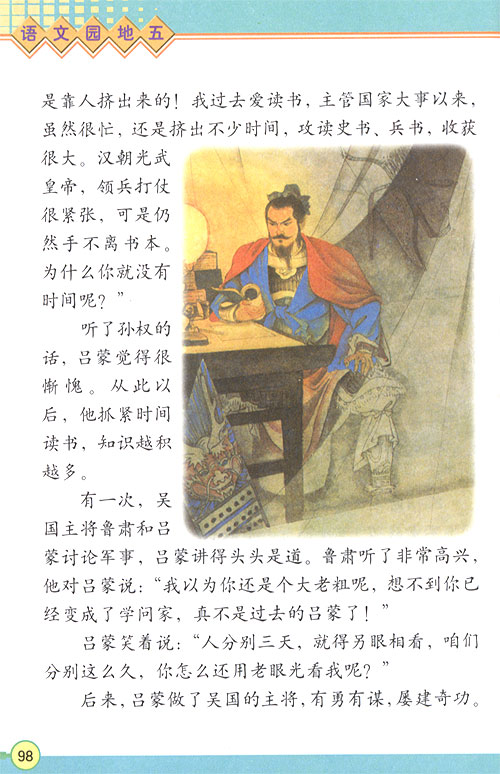 语文园地五
是靠人挤出来的！我过去爱读书，主管国家大事以来，
虽然很忙，还是挤出不少时间，攻读史书、兵书，收获
很大。汉朝光武
皇帝，领兵打仗
很紧张，可是仍
然手不离书本。
为什么你就没有
时间呢？”
听了孙权的
话，吕蒙觉得很
惭愧。从此以
后，他抓紧时间
读书，知识越积
越多。
有一次，吴
国主将鲁肃和吕
蒙讨论军事，吕蒙讲得头头是道。鲁肃听了非常高兴，
他对吕蒙说：“我以为你还是个大老粗呢，想不到你已
经变成了学问家，真不是过去的吕蒙了！”
吕蒙笑着说：“人分别三天，就得另眼相看，咱们
分别这么久，你怎么还用老眼光看我呢？”
后来，吕蒙做了吴国的主将，有勇有谋，屡建奇功。
98